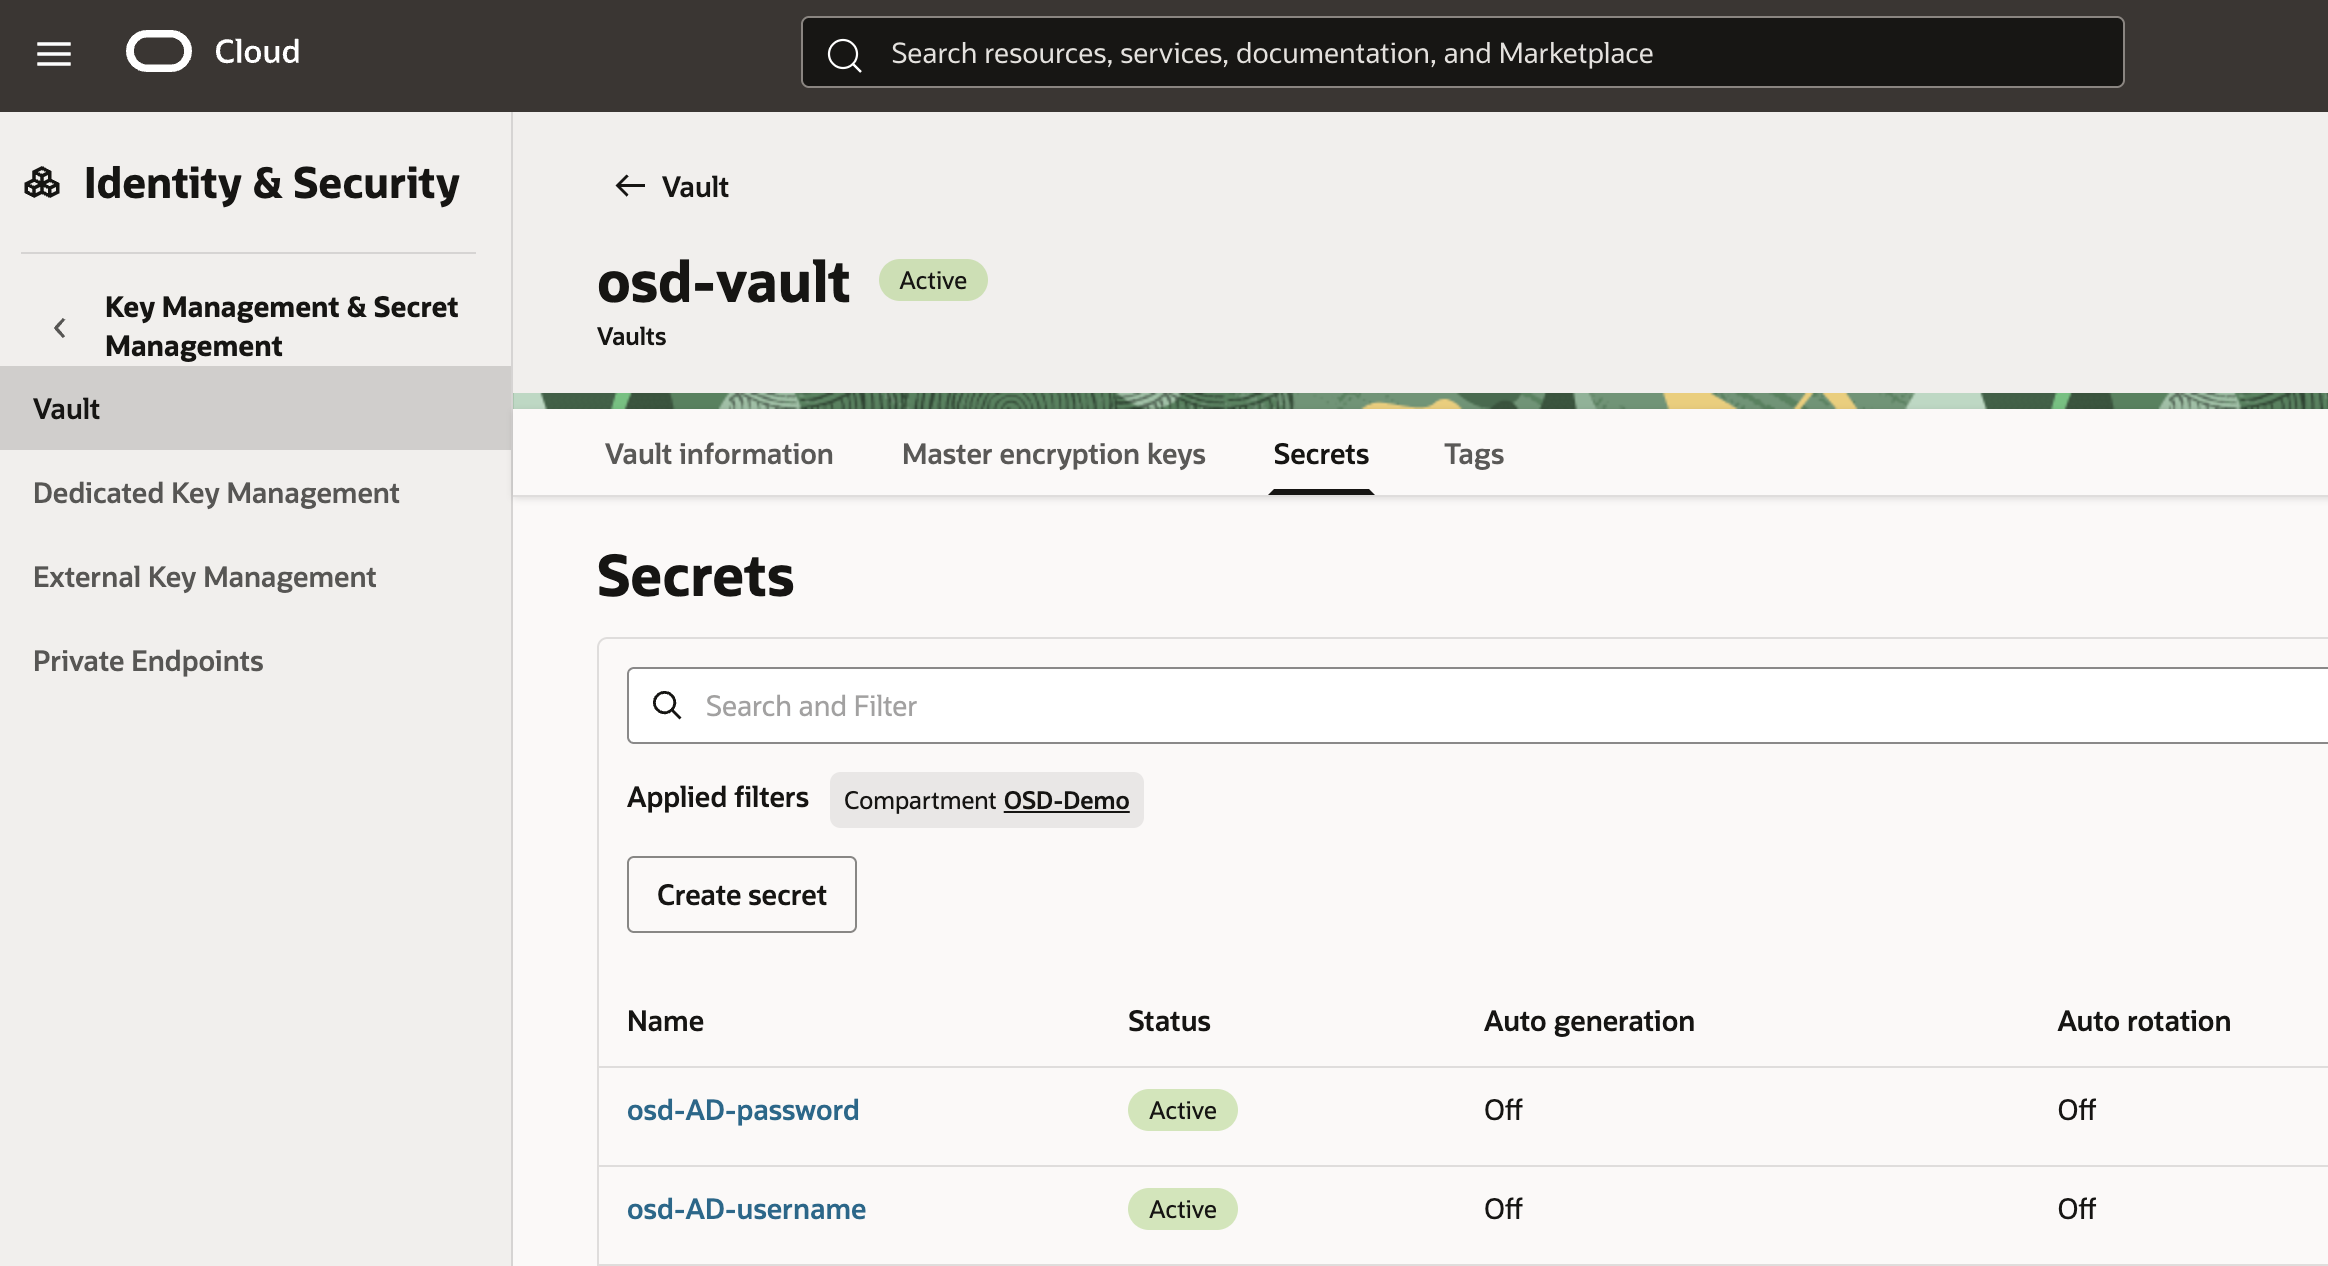 Cloud
Search resources, services, documentation, and Marketplace
Identity & Security
Key Management & Secret
Management
Vault
Dedicated Key Management
External Key Management
Private Endpoints
Vault
osd-vault Active
Vaults
Vault information Master encryption keys Secrets Tags
Secrets
Search and Filter
Applied filters Compartment OSD-Demo
Create secret
Name Status Auto generation Auto rotation
osd-AD-password Active Off Off
osd-AD-username Active Off Off